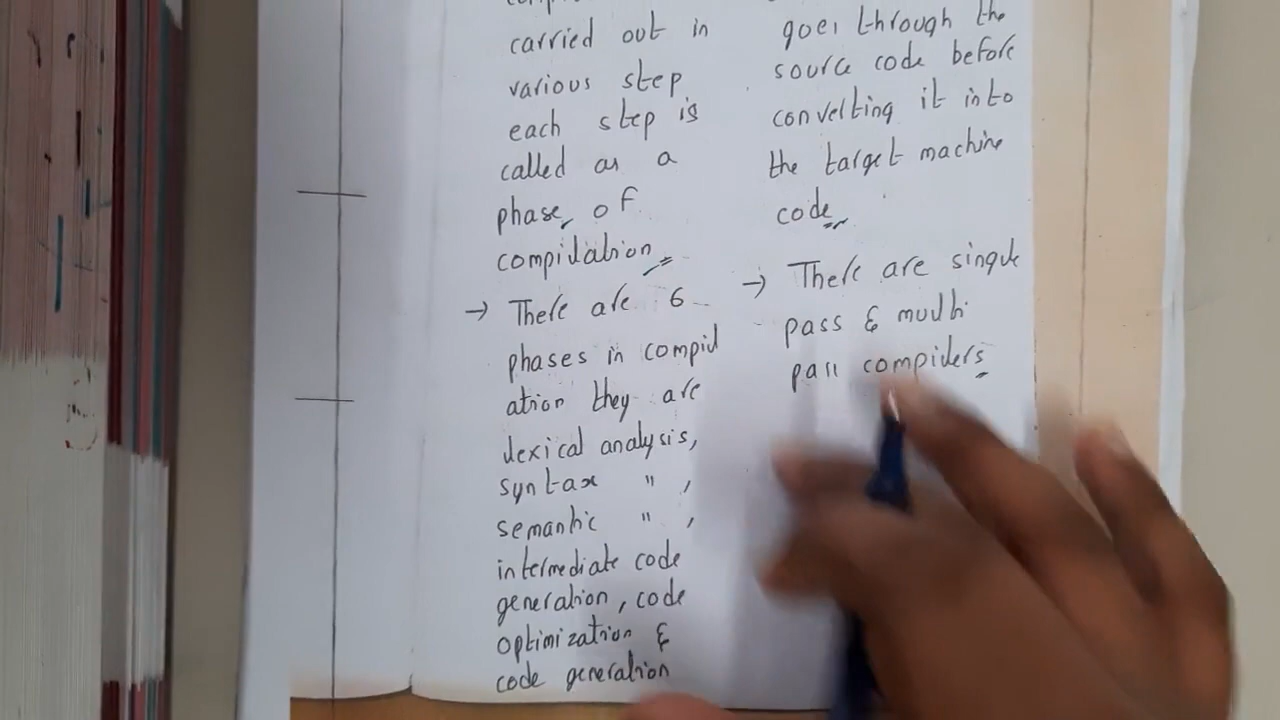 carried out in
various step
each step is
called as a
phase of
compilation
→ There are 6
phases in compil
ation they are
lexical analysis,
syntax " ,
semantic " ,
intermediate code
generation, code
optimization &
code generation
goes through the
source code before
converting it into
the target machine
code
→ There are single
pass & multi
pass compilers